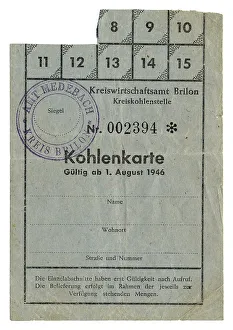 8 9 10
11 12 13 14 15
Kreiswirtschaftsamt Brilon
Kreiskohlenstelle
AMT MEDEBACH
KREIS BRILON
Siegel
Nr. 002394 *
Kohlenkarte
Gültig ab 1. August 1946
Name
Wohnort
Straße und Nummer
Die Einzelabschnitte haben erst Gültigkeit nach Aufruf.
Die Belieferung erfolgt im Rahmen der jeweils zur
Verfügung stehenden Mengen.